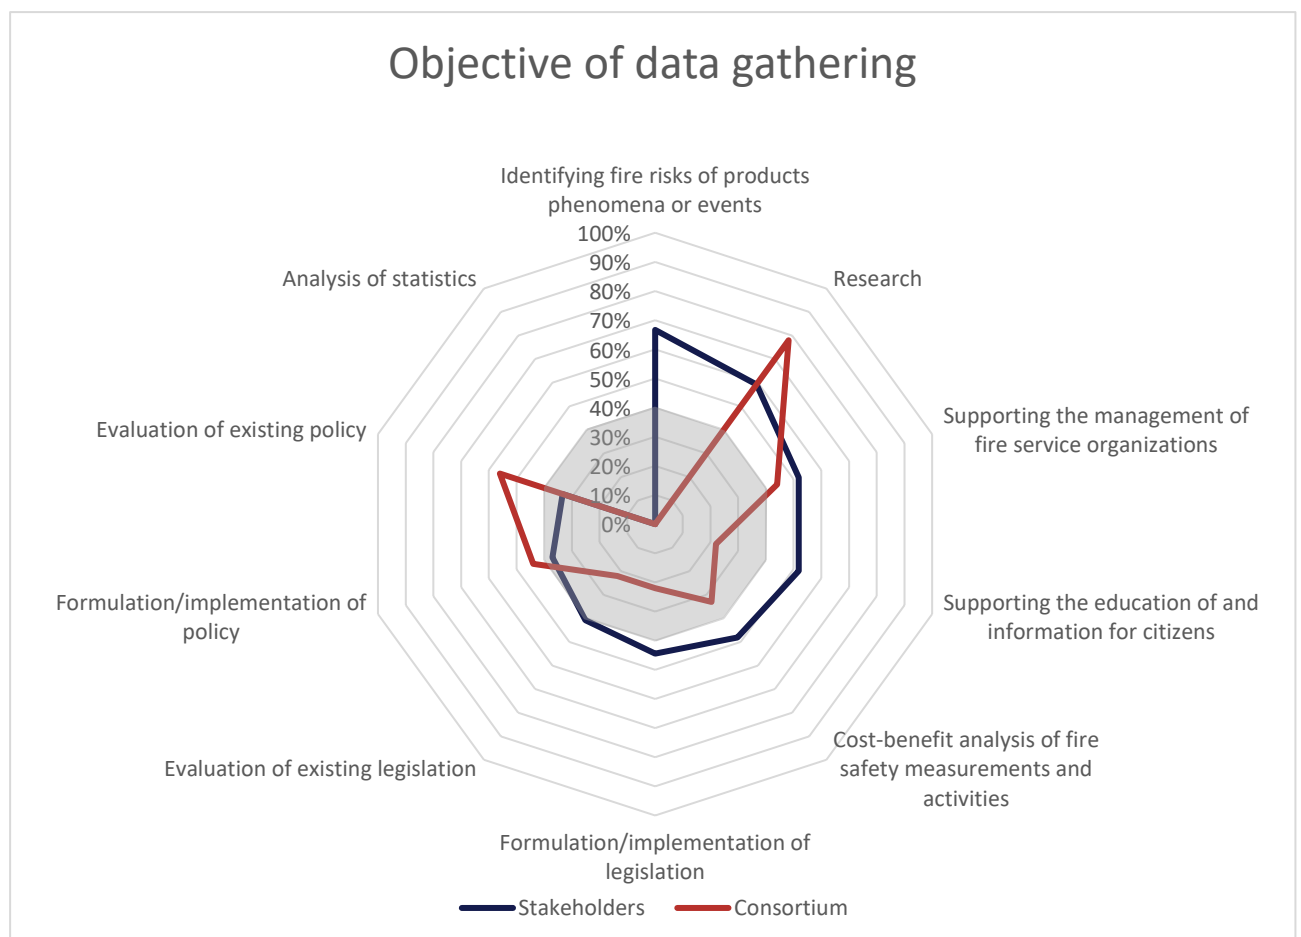 Objective of data gathering
Identifying fire risks of products
phenomena or events
100%
90%
80%
70%
60%
50%
40%
30%
20%
10%
0%
Research
Supporting the management of
fire service organizations
Supporting the education of and
information for citizens
Cost-benefit analysis of fire
safety measurements and
activities
Formulation/implementation of
legislation
Evaluation of existing legislation
Formulation/implementation of
policy
Evaluation of existing policy
Analysis of statistics
Stakeholders
Consortium